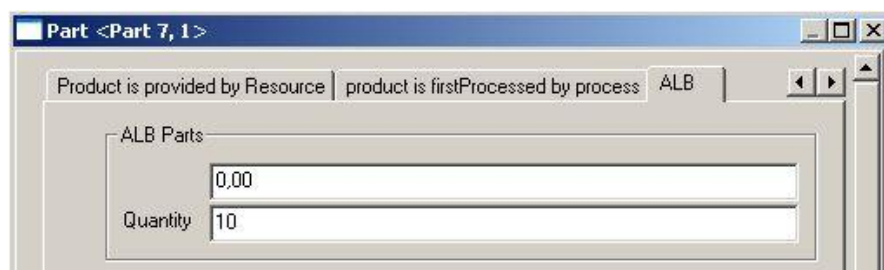 Part <Part 7, 1>
Product is provided by Resource product is firstProcessed by process ALB
ALB Parts
0,00
Quantity 10